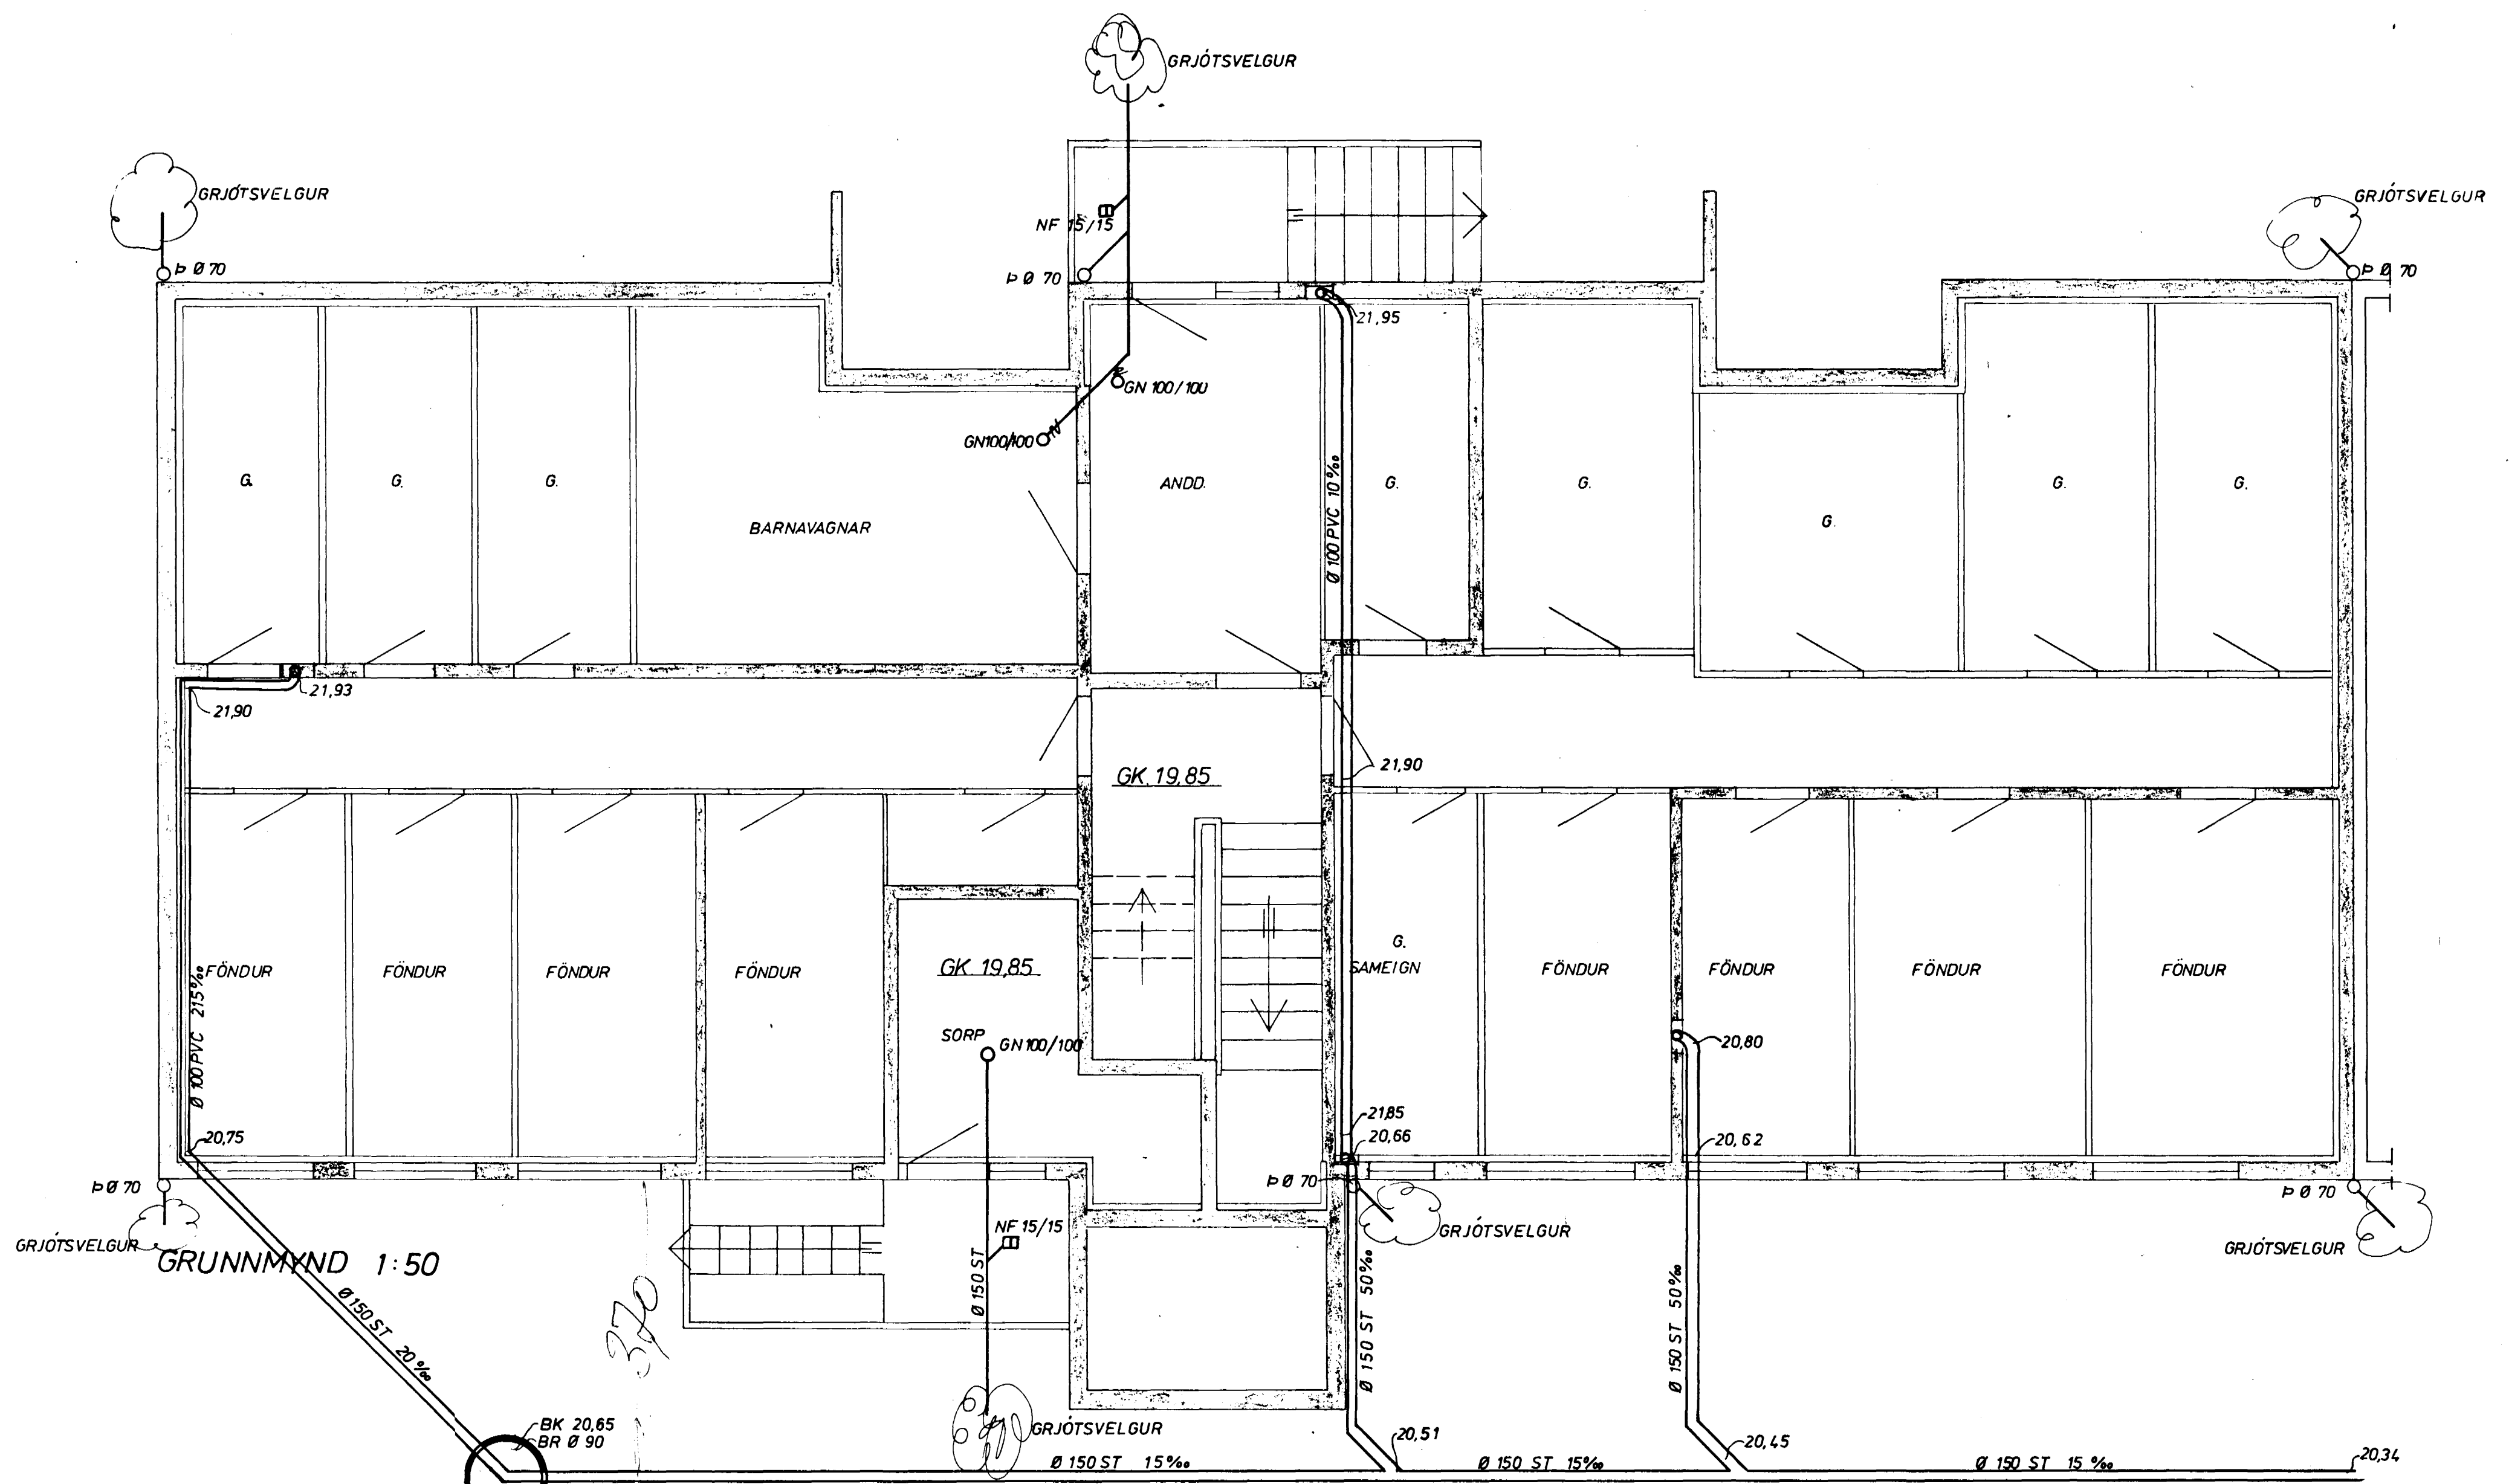 GRJÓTSVELGUR
GRJÓTSVELGUR
GRJÓTSVELGUR
NF 15/15
Þ Ø 70
Þ Ø 70
Þ Ø 70
21,95
GN 100/100
GN100/100
G.
G.
G.
BARNAVAGNAR
ANDD.
Ø 100 PVC 10‰
G.
G.
G.
G.
G.
21,93
21,90
GK. 19,85
21,90
FÖNDUR
FÖNDUR
FÖNDUR
FÖNDUR
GK. 19,85
G.
SAMEIGN
FÖNDUR
FÖNDUR
FÖNDUR
FÖNDUR
Ø 100 PVC 215‰
SORP
GN 100/100
20,80
20,75
21,85
20,66
20,62
Þ Ø 70
Þ Ø 70
Þ Ø 70
GRJÓTSVELGUR
NF 15/15
GRJÓTSVELGUR
GRJÓTSVELGUR
GRUNNMYND 1:50
Ø 150 ST 20‰
370
Ø 150 ST
Ø 150 ST 50‰
Ø 150 ST 50‰
BK 20,65
BR Ø 90
GRJÓTSVELGUR
20,51
20,45
20,34
Ø 150 ST 15‰
Ø 150 ST 15‰
Ø 150 ST 15‰